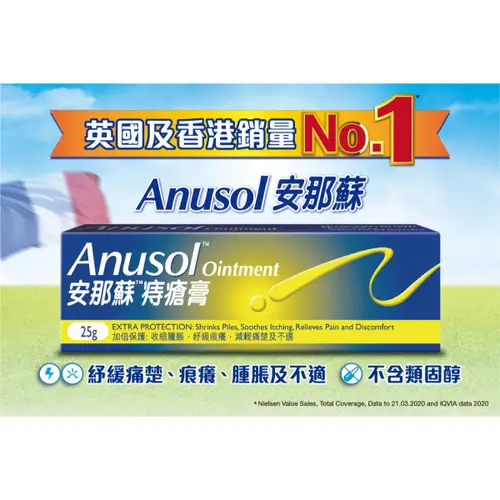 英國及香港銷量 No.1*
Anusol 安那蘇
Anusol™ Ointment
安那蘇™痔瘡膏
25g
EXTRA PROTECTION: Shrinks Piles, Soothes Itching, Relieves Pain and Discomfort
加倍保護: 收縮腫脹，紓緩痕癢，減輕痛楚及不適
紓緩痛楚、痕癢、腫脹及不適
不含類固醇
* Nielsen Value Sales, Total Coverage, Data to 21.03.2020 and IQVIA data 2020